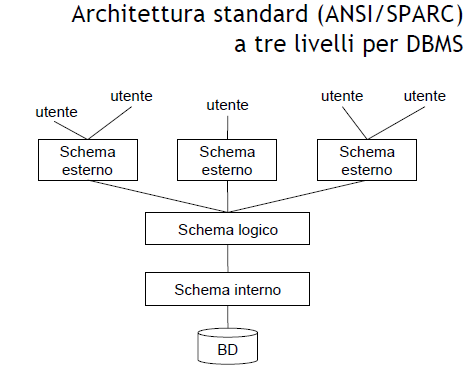 Architettura standard (ANSI/SPARC)
a tre livelli per DBMS
utente
utente
utente
utente
utente
Schema
esterno
Schema
esterno
Schema
esterno
Schema logico
Schema interno
BD